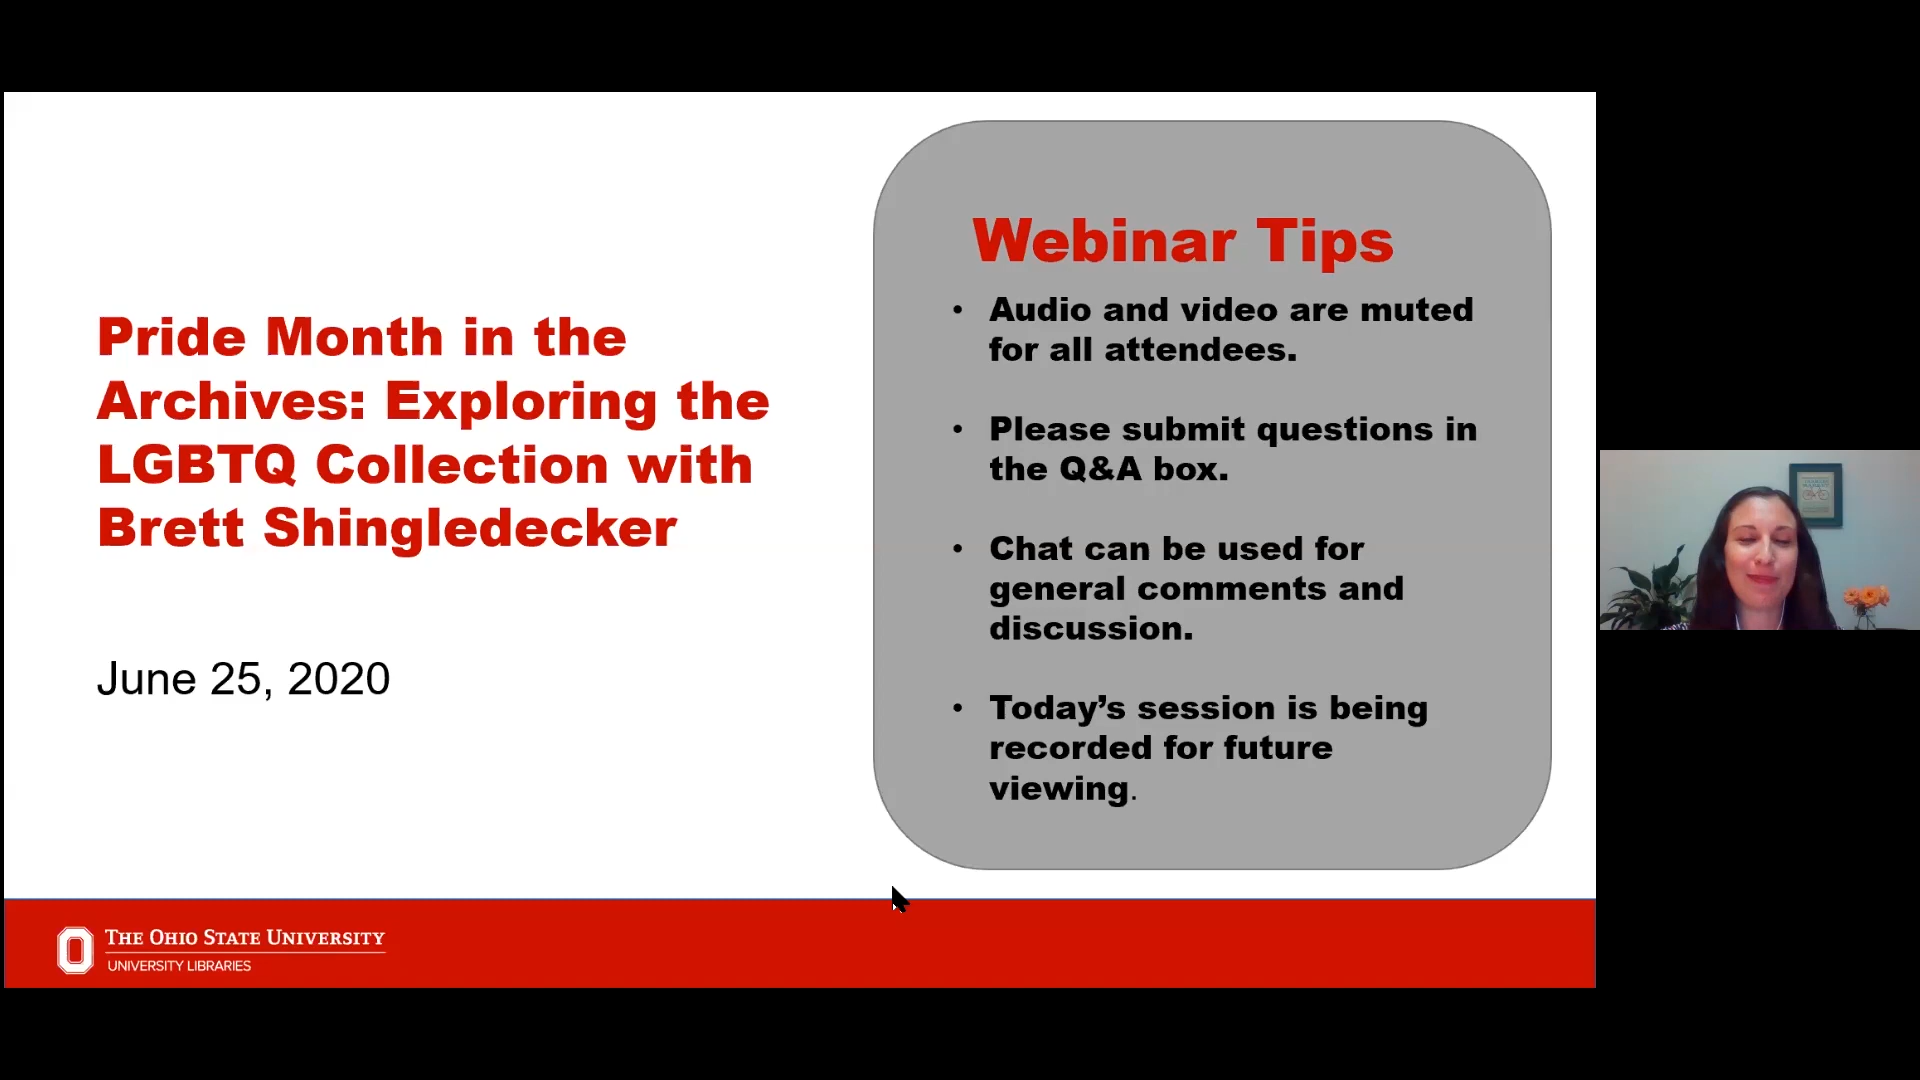 Pride Month in the
Archives: Exploring the
LGBTQ Collection with
Brett Shingledecker
June 25, 2020
Webinar Tips
• Audio and video are muted
for all attendees.
• Please submit questions in
the Q&A box.
• Chat can be used for
general comments and
discussion.
• Today’s session is being
recorded for future
viewing.
THE OHIO STATE UNIVERSITY
UNIVERSITY LIBRARIES